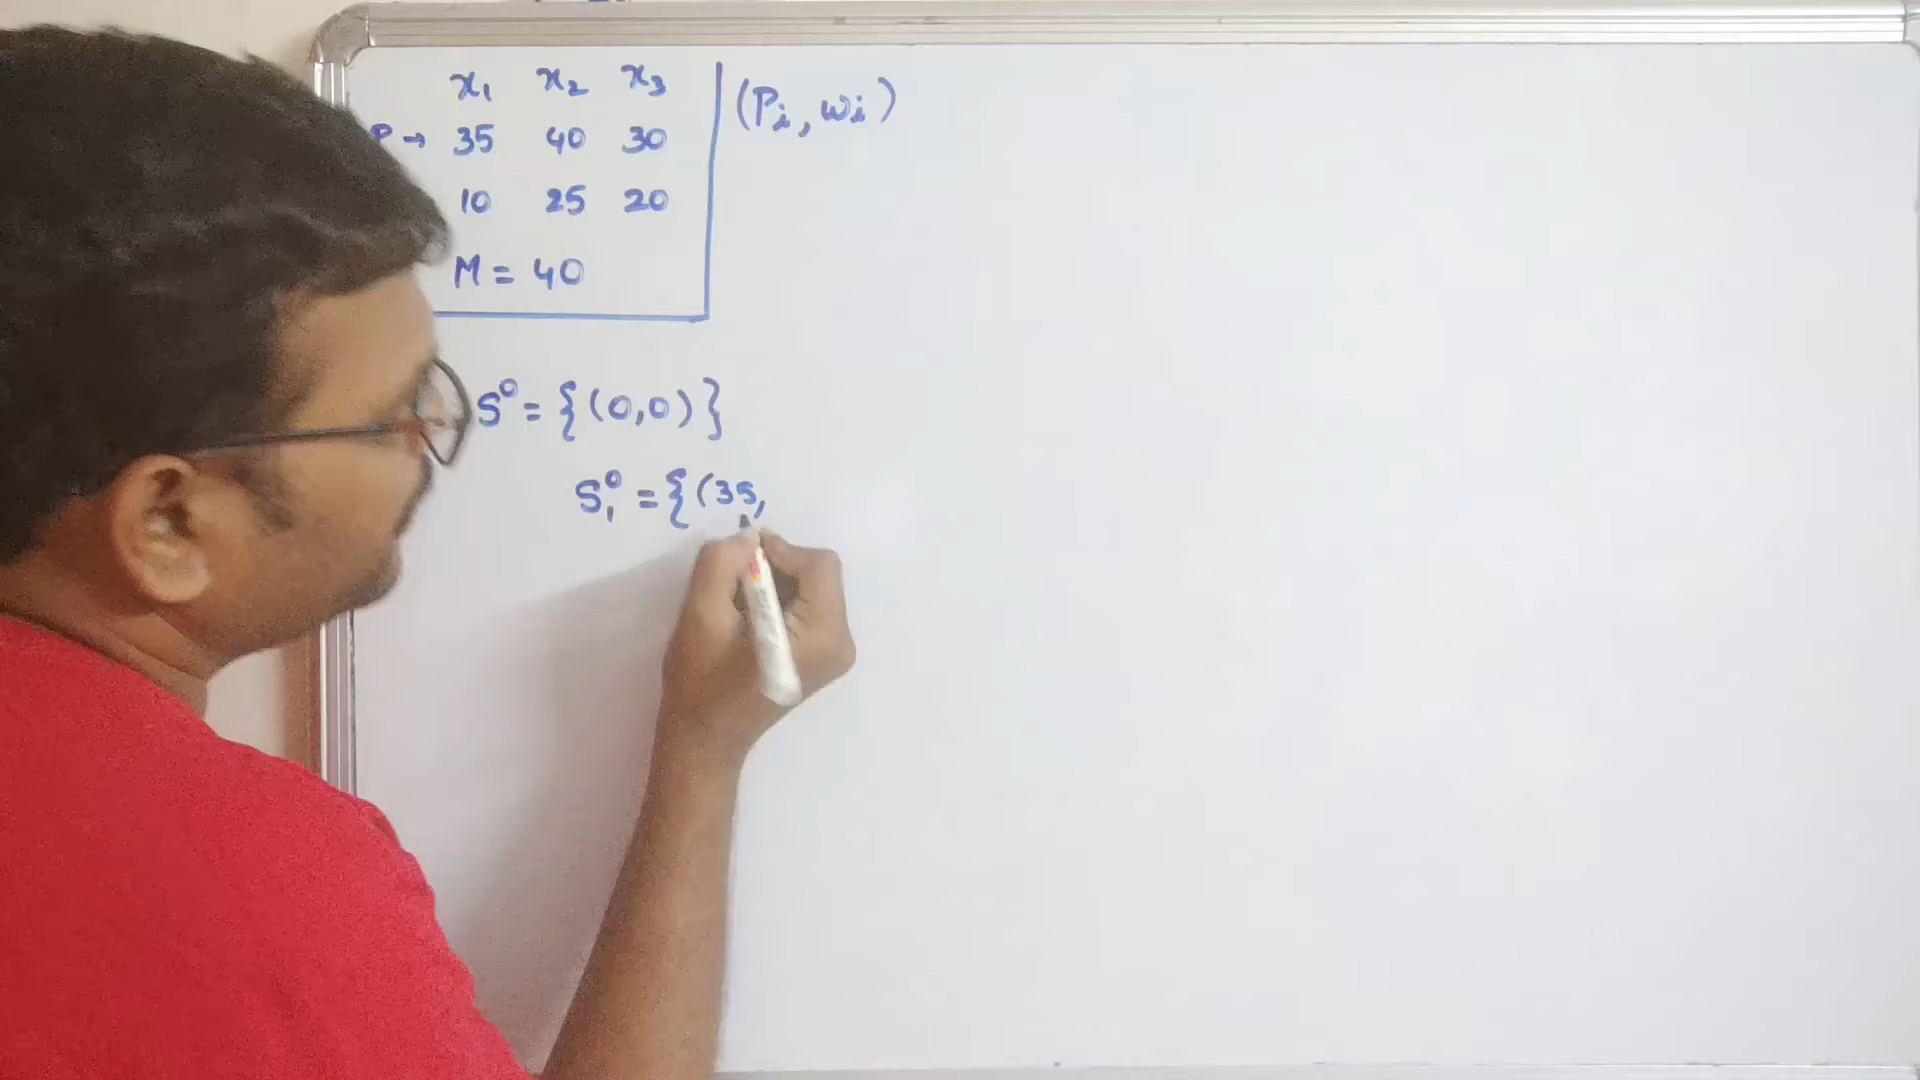 x₁ x₂ x₃
P → 35 40 30
10 25 20
M = 40
(Pᵢ, wᵢ)
S⁰ = {(0,0)}
S₁⁰ = {(35,